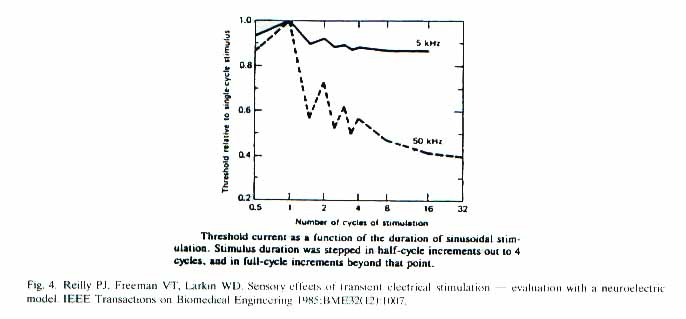 1.0
5 kHz
0.8
0.6
50 kHz
0.4
0.2
Threshold relative to single-cycle stimulus
0.5 1 2 4 8 16 32
Number of cycles of stimulation
Threshold current as a function of the duration of sinusoidal stim-
ulation. Stimulus duration was stepped in half-cycle increments out to 4
cycles, and in full-cycle increments beyond that point.
Fig. 4. Reilly PJ, Freeman VT, Larkin WD. Sensory effects of transient electrical stimulation — evaluation with a neuroelectric
model. IEEE Transactions on Biomedical Engineering 1985;BME32(12):1007.